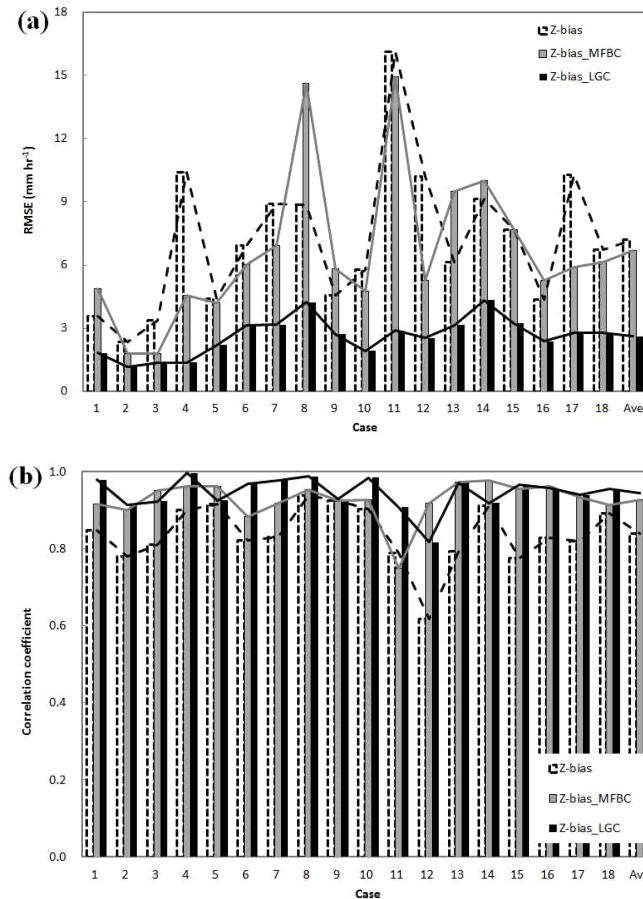 (a)
18
15
12
9
6
3
0
RMSE (mm hr-1)
Z-bias
Z-bias_MFBC
Z-bias_LGC
1 2 3 4 5 6 7 8 9 10 11 12 13 14 15 16 17 18 Ave
Case
(b)
1.0
0.8
0.6
0.4
0.2
0.0
Correlation coefficient
Z-bias
Z-bias_MFBC
Z-bias_LGC
1 2 3 4 5 6 7 8 9 10 11 12 13 14 15 16 17 18 Av
Case